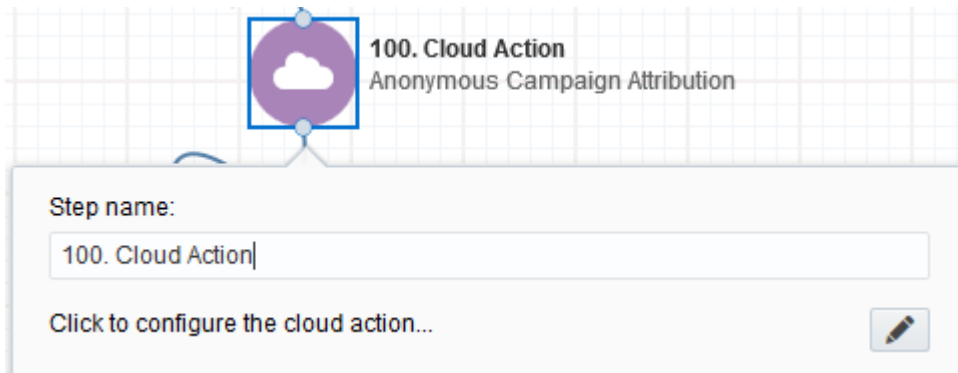 100. Cloud Action
Anonymous Campaign Attribution
Step name:
100. Cloud Action
Click to configure the cloud action...